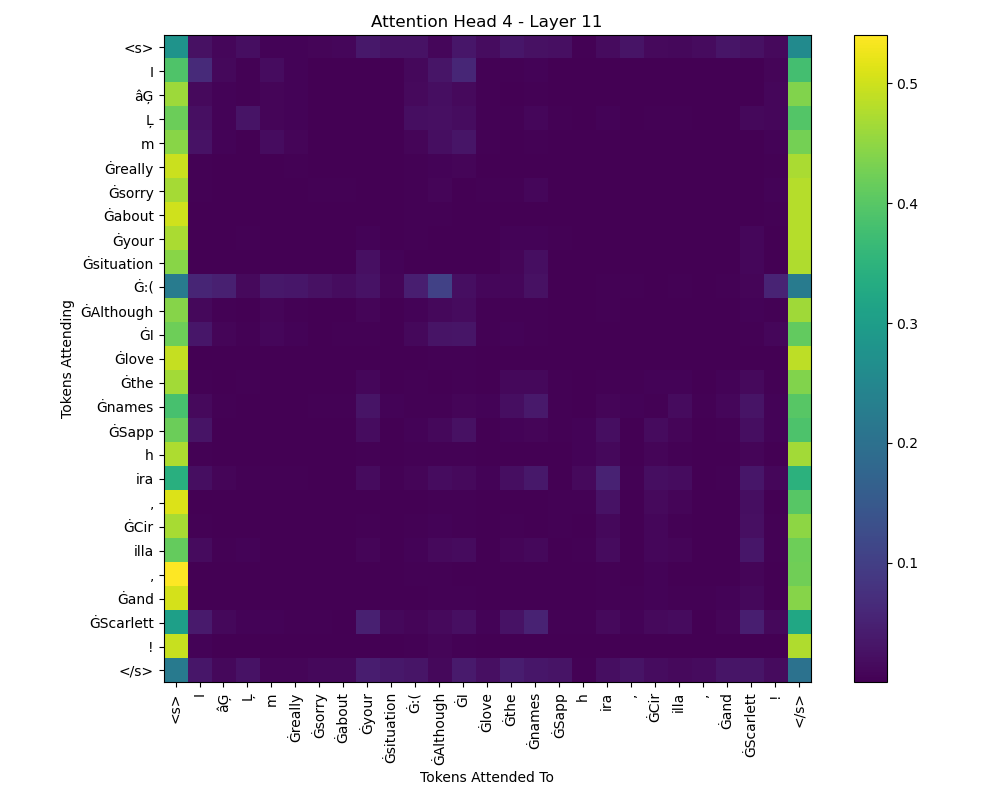 Attention Head 4 - Layer 11
Tokens Attending
<s>
I
âĢ
Ļ
m
Ġreally
Ġsorry
Ġabout
Ġyour
Ġsituation
Ġ:(
ĠAlthough
ĠI
Ġlove
Ġthe
Ġnames
ĠSapp
h
ira
,
ĠCir
illa
,
Ġand
ĠScarlett
!
</s>
<s>
I
âĢ
Ļ
m
Ġreally
Ġsorry
Ġabout
Ġyour
Ġsituation
Ġ:(
ĠAlthough
ĠI
Ġlove
Ġthe
Ġnames
ĠSapp
h
ira
,
ĠCir
illa
,
Ġand
ĠScarlett
!
</s>
Tokens Attended To
0.5
0.4
0.3
0.2
0.1